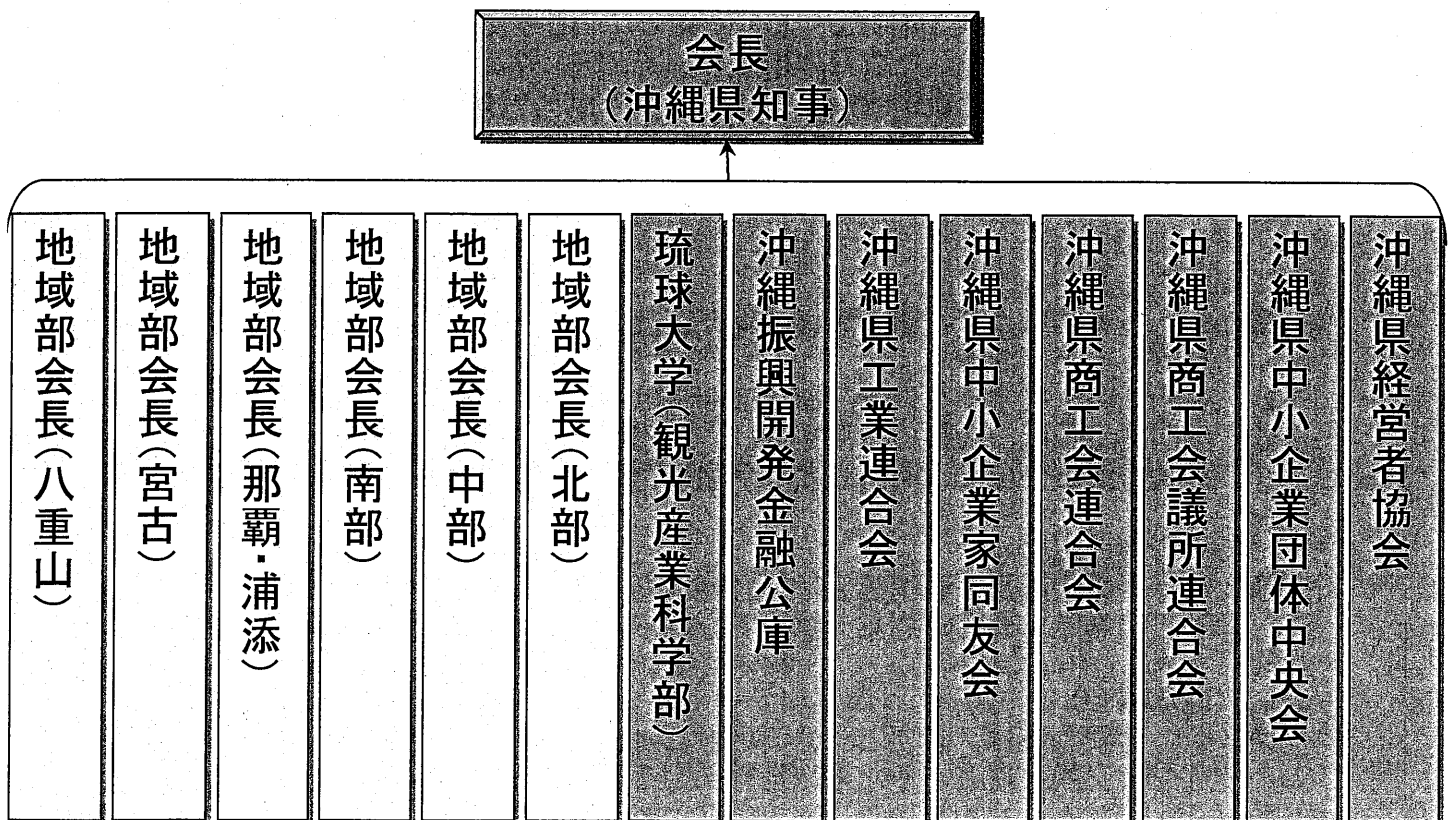 会長
（沖縄県知事）
沖縄県経営者協会
沖縄県中小企業団体中央会
沖縄県商工会議所連合会
沖縄県商工会連合会
沖縄県中小企業家同友会
沖縄県工業連合会
沖縄振興開発金融公庫
琉球大学（観光産業科学部）
地域部会長（北部）
地域部会長（中部）
地域部会長（南部）
地域部会長（那覇・浦添）
地域部会長（宮古）
地域部会長（八重山）